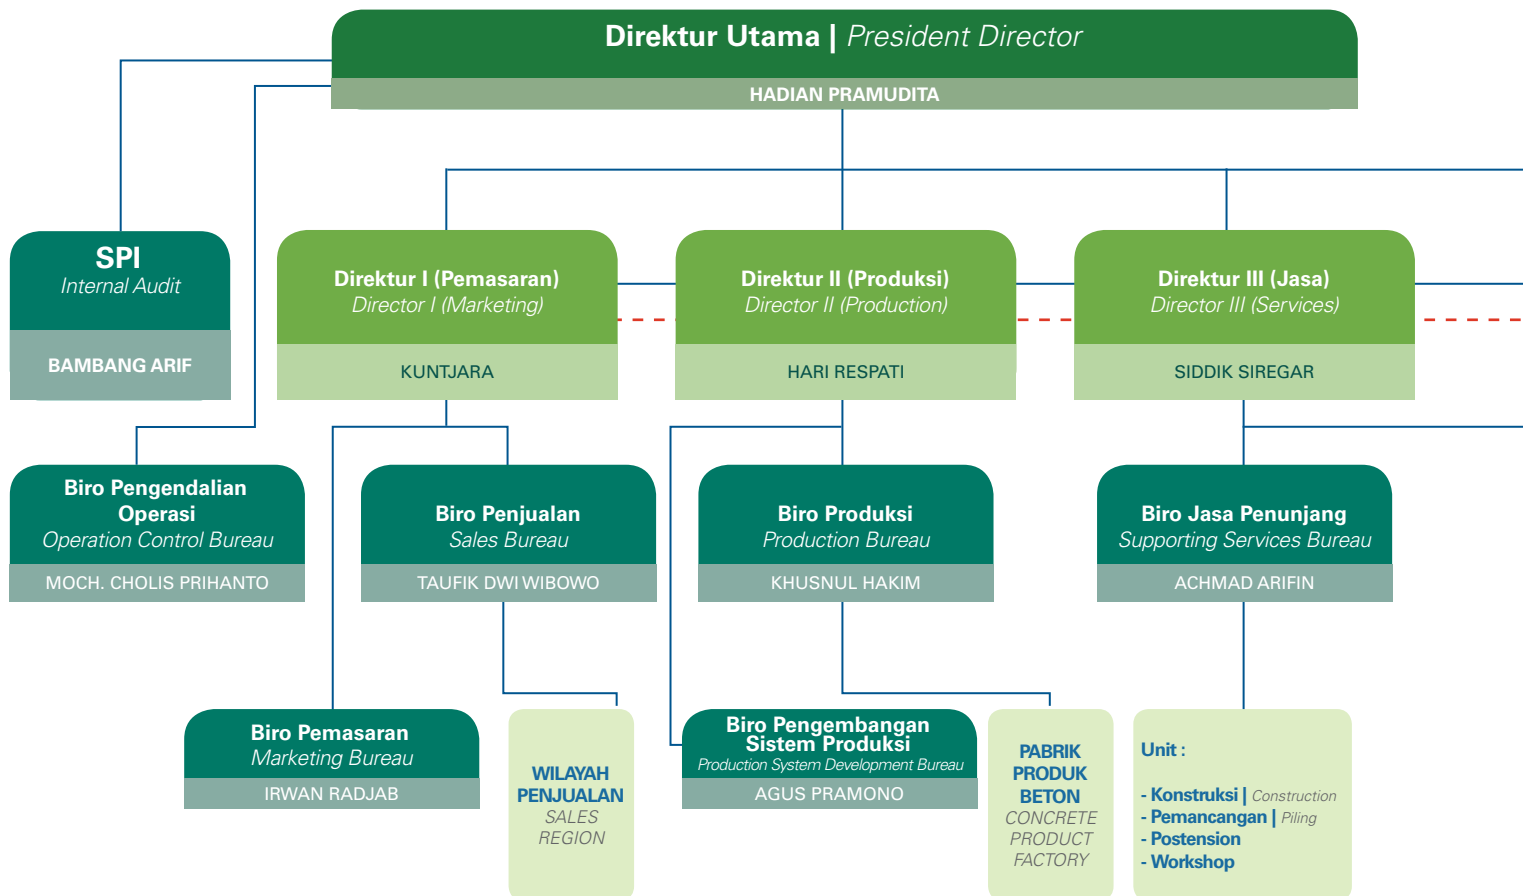 Direktur Utama | President Director
HADIAN PRAMUDITA
SPI
Internal Audit
BAMBANG ARIF
Direktur I (Pemasaran)
Director I (Marketing)
KUNTJARA
Direktur II (Produksi)
Director II (Production)
HARI RESPATI
Direktur III (Jasa)
Director III (Services)
SIDDIK SIREGAR
Biro Pengendalian
Operasi
Operation Control Bureau
MOCH. CHOLIS PRIHANTO
Biro Penjualan
Sales Bureau
TAUFIK DWI WIBOWO
Biro Produksi
Production Bureau
KHUSNUL HAKIM
Biro Jasa Penunjang
Supporting Services Bureau
ACHMAD ARIFIN
Biro Pemasaran
Marketing Bureau
IRWAN RADJAB
WILAYAH
PENJUALAN
SALES
REGION
Biro Pengembangan
Sistem Produksi
Production System Development Bureau
AGUS PRAMONO
PABRIK
PRODUK
BETON
CONCRETE
PRODUCT
FACTORY
Unit :
- Konstruksi | Construction
- Pemancangan | Piling
- Postension
- Workshop